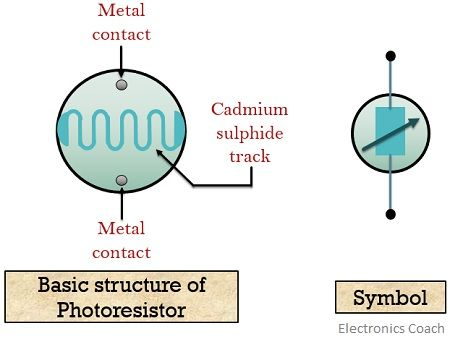 Metal
contact
Cadmium
sulphide
track
Metal
contact
Basic structure of
Photoresistor
Symbol
Electronics Coach